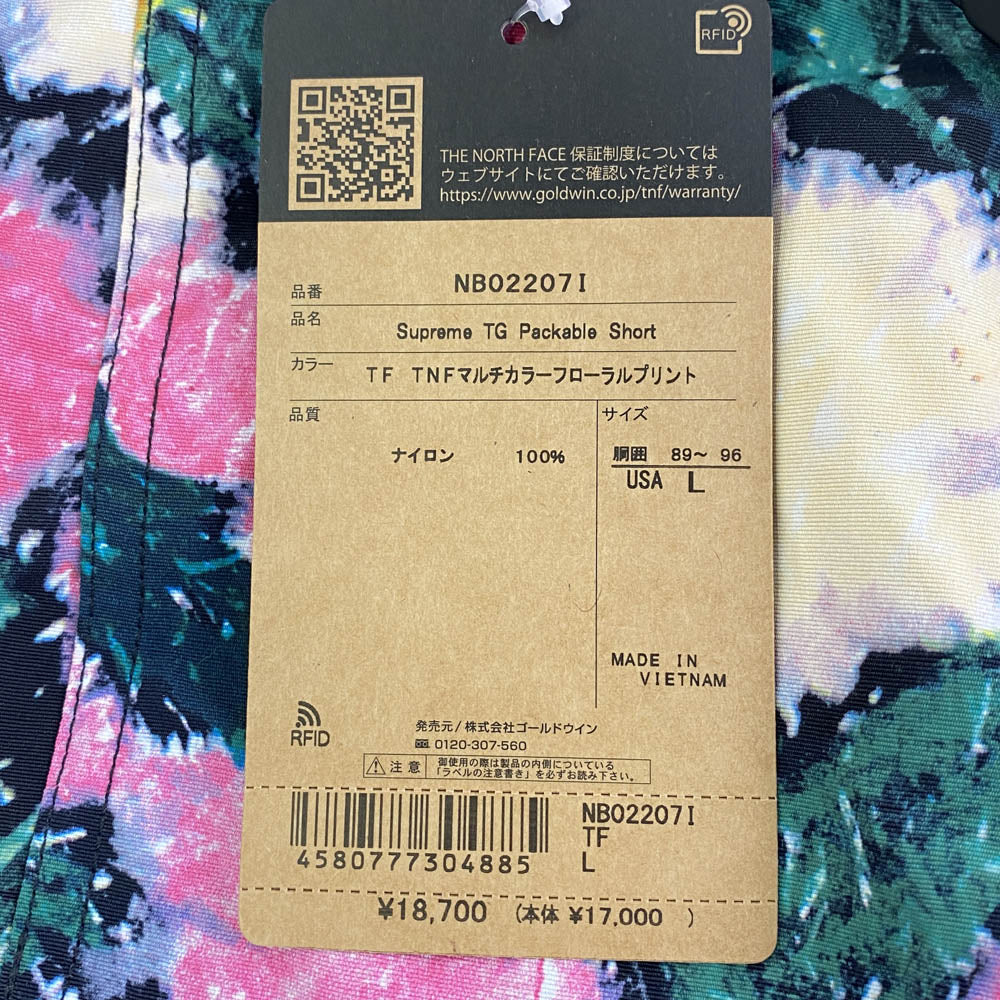 RFID
THE NORTH FACE 保証制度については
ウェブサイトにてご確認いただけます。
https://www.goldwin.co.jp/tnf/warranty/
品番 NB02207I
品名 Supreme TG Packable Short
カラー TF TNFマルチカラーフローラルプリント
品質 サイズ
ナイロン 100% 胴囲 89～ 96
USA L
MADE IN
VIETNAM
RFID
発売元/株式会社ゴールドウイン
0120-307-560
注意 御使用の際は製品の内側についている
「ラベルの注意書き」を必ずお読み下さい。
NB02207I
TF
L
4580777304885
¥18,700 (本体 ¥17,000 )